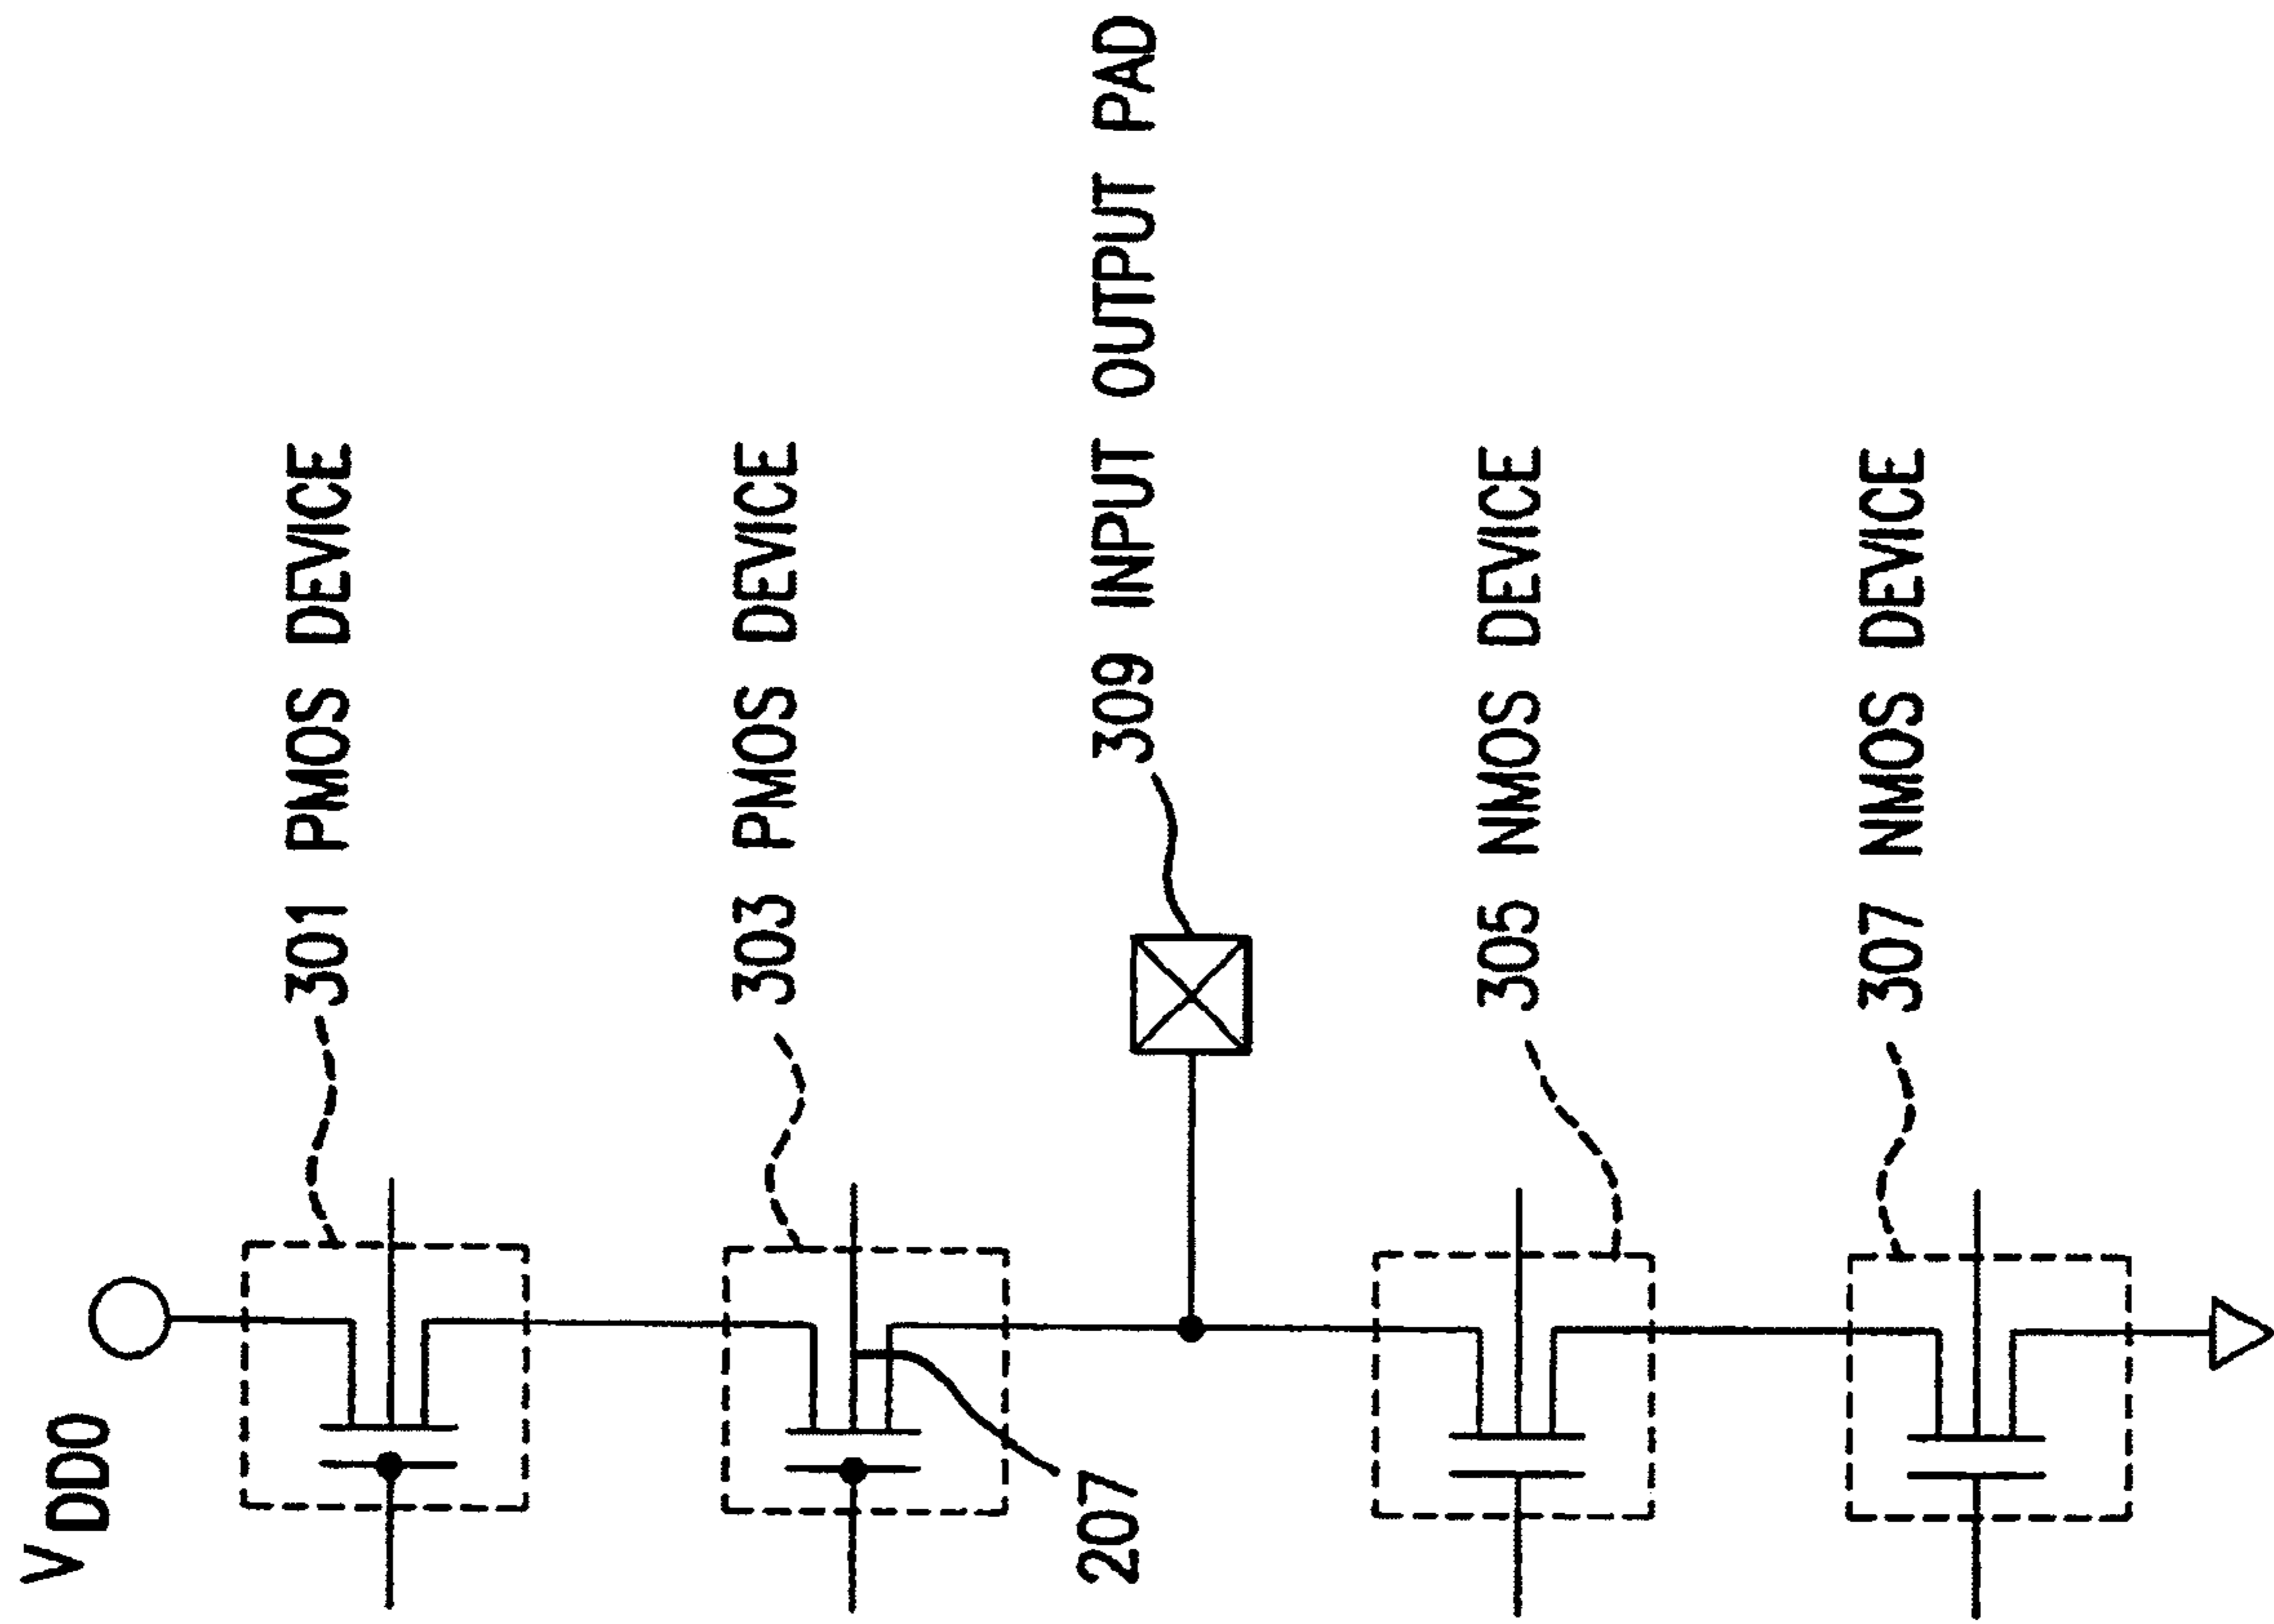 VDDO
301 PMOS DEVICE
303 PMOS DEVICE
207
309 INPUT OUTPUT PAD
305 NMOS DEVICE
307 NMOS DEVICE